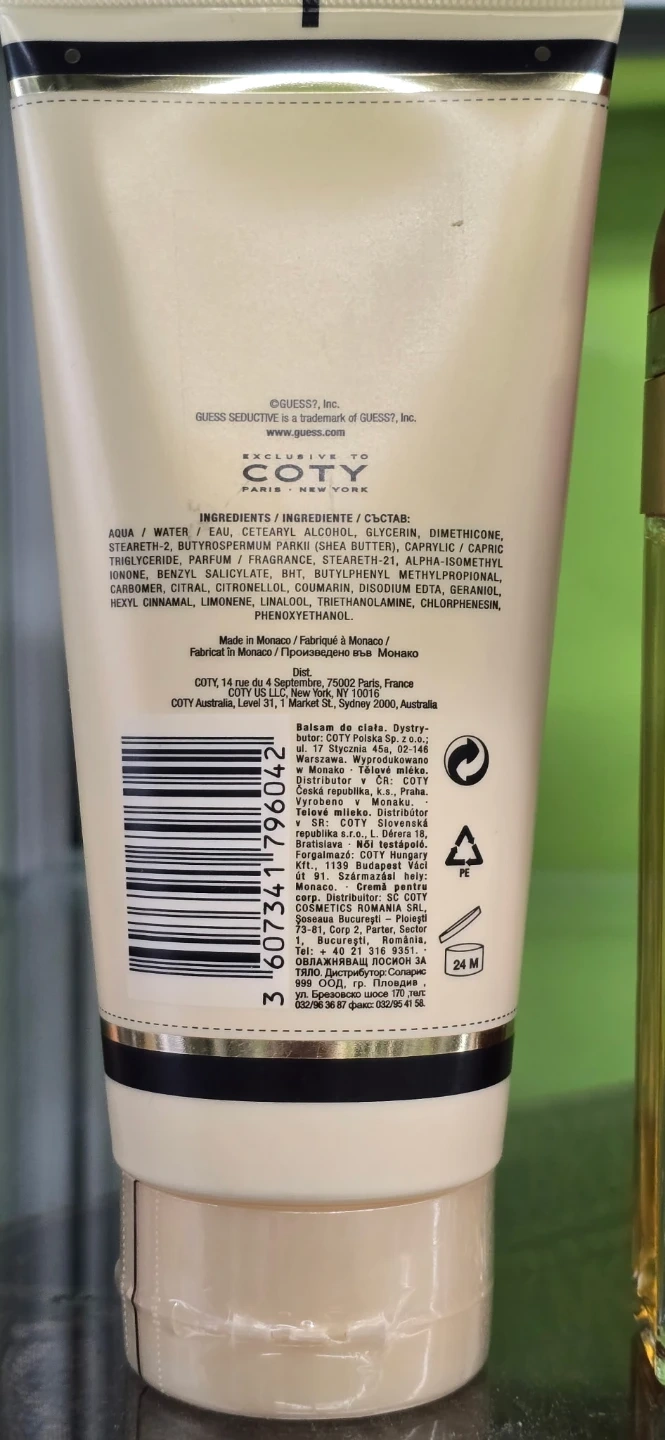 ©GUESS?, Inc.
GUESS SEDUCTIVE is a trademark of GUESS?, Inc.
www.guess.com
EXCLUSIVE TO
COTY
PARIS · NEW YORK
INGREDIENTS / INGREDIENTE / СЪСТАВ:
AQUA / WATER / EAU, CETEARYL ALCOHOL, GLYCERIN, DIMETHICONE,
STEARETH-2, BUTYROSPERMUM PARKII (SHEA BUTTER), CAPRYLIC / CAPRIC
TRIGLYCERIDE, PARFUM / FRAGRANCE, STEARETH-21, ALPHA-ISOMETHYL
IONONE, BENZYL SALICYLATE, BHT, BUTYLPHENYL METHYLPROPIONAL,
CARBOMER, CITRAL, CITRONELLOL, COUMARIN, DISODIUM EDTA, GERANIOL,
HEXYL CINNAMAL, LIMONENE, LINALOOL, TRIETHANOLAMINE, CHLORPHENESIN,
PHENOXYETHANOL.
Made in Monaco / Fabriqué à Monaco /
Fabricat în Monaco / Произведено във Монако
Dist.
COTY, 14 rue du 4 Septembre, 75002 Paris, France
COTY US LLC, New York, NY 10016
COTY Australia, Level 31, 1 Market St., Sydney 2000, Australia
3 607341 796042
Balsam do ciała. Dystry-
butor: COTY Polska Sp. z o.o.;
ul. 17 Stycznia 45a, 02-146
Warszawa. Wyprodukowano
w Monako · Tělové mléko.
Distributor v ČR: COTY
Česká republika, k.s., Praha.
Vyrobeno v Monaku. ·
Telové mlieko. Distribútor
v SR: COTY Slovenská
republika s.r.o., L. Dérera 18,
Bratislava · Női testápoló.
Forgalmazó: COTY Hungary
Kft., 1139 Budapest Váci
út 91. Származási hely:
Monaco. · Cremă pentru
corp. Distribuitor: SC COTY
COSMETICS ROMANIA SRL,
Şoseaua Bucureşti – Ploieşti
73-81, Corp 2, Parter, Sector
1, Bucureşti, România,
Tel: + 40 21 316 9351. ·
ОВЛАЖНЯВАЩ ЛОСИОН ЗА
ТЯЛО. Дистрибутор: Соларис
999 ООД, гр. Пловдив ,
ул. Брезовско шосе 170 ,тел:
032/96 36 87 факс: 032/95 41 58.
PE
24 M